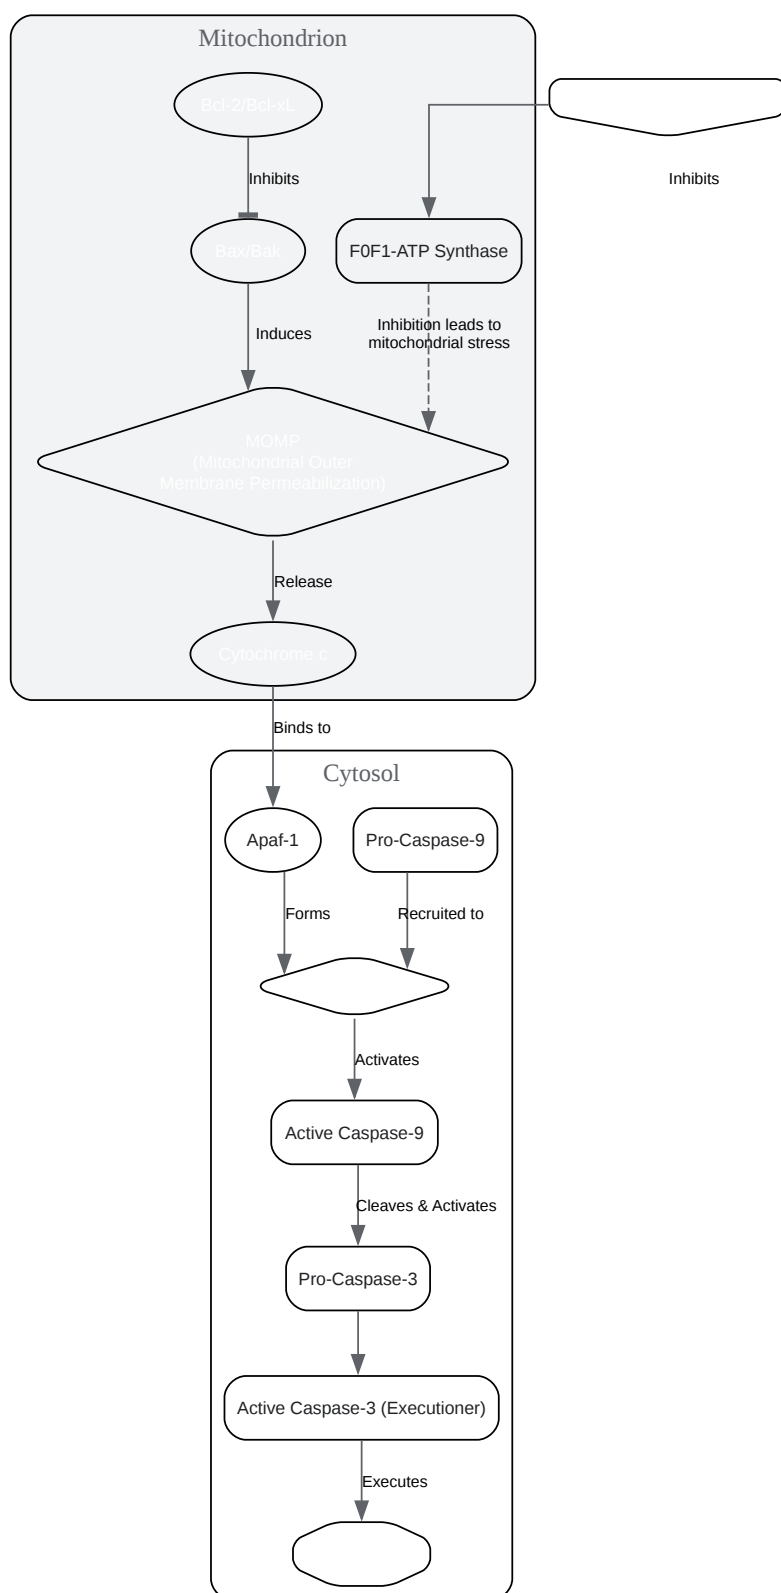 Mitochondrion
Bcl-2/Bcl-xL
Inhibits
Inhibits
Bax/Bak
F0F1-ATP Synthase
Induces
Inhibition leads to
mitochondrial stress
MOMP
(Mitochondrial Outer
Membrane Permeabilization)
Release
Cytochrome c
Binds to
Cytosol
Apaf-1
Pro-Caspase-9
Forms
Recruited to
Activates
Active Caspase-9
Cleaves & Activates
Pro-Caspase-3
Active Caspase-3 (Executioner)
Executes